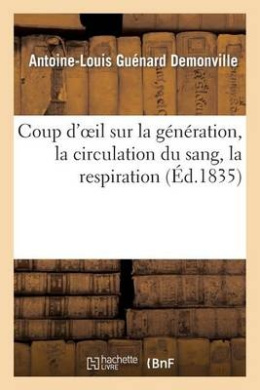 Antoine-Louis Guénard Demonville
Coup d'œil sur la génération, la circulation du sang, la respiration (Éd.1835)
hachette
LIVRE
{BnF